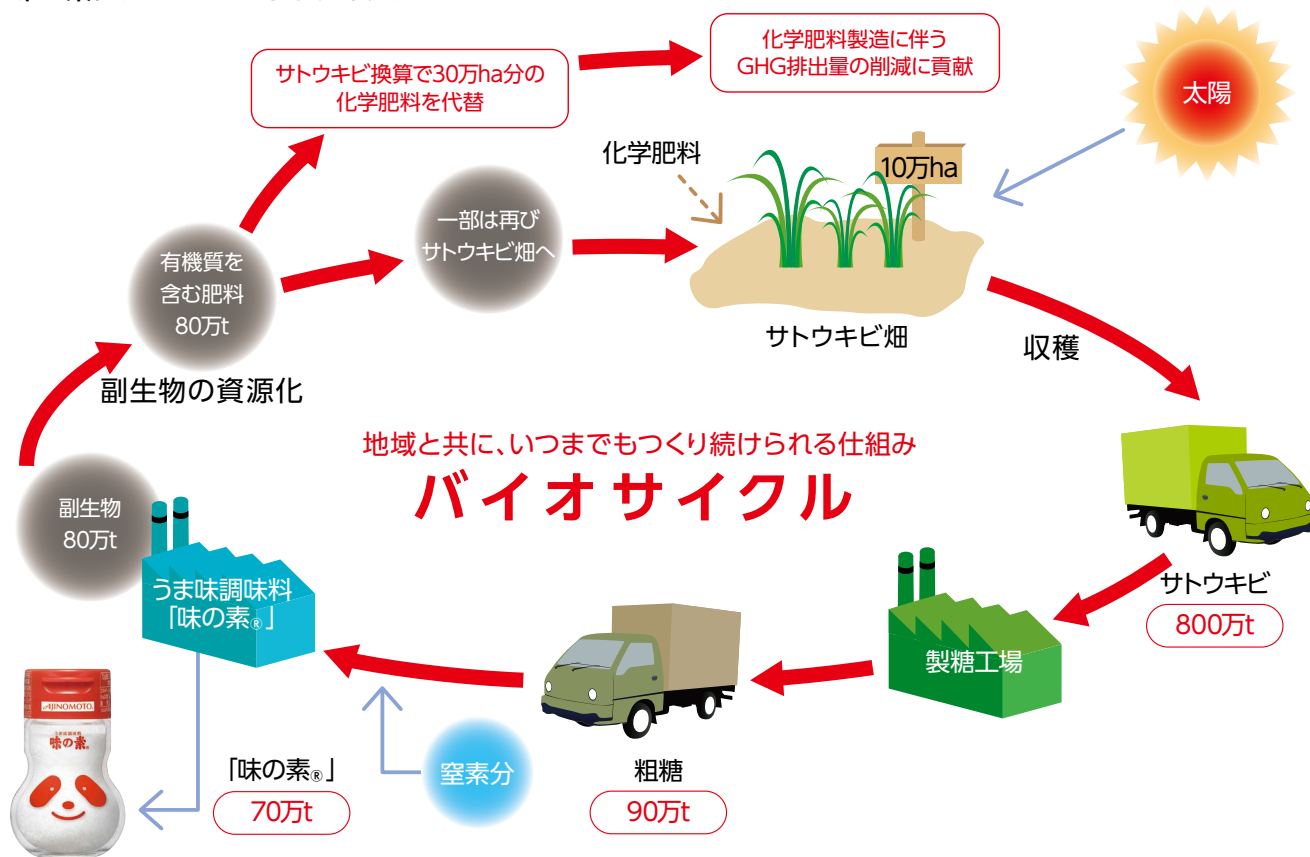 サトウキビ換算で30万ha分の
化学肥料を代替
化学肥料製造に伴う
GHG排出量の削減に貢献
太陽
化学肥料
10万ha
一部は再び
サトウキビ畑へ
有機質を
含む肥料
80万t
サトウキビ畑
収穫
副生物の資源化
地域と共に、いつまでもつくり続けられる仕組み
バイオサイクル
副生物
80万t
うま味調味料
「味の素®」
サトウキビ
800万t
製糖工場
AJINOMOTO
味の素®
「味の素®」
70万t
窒素分
粗糖
90万t